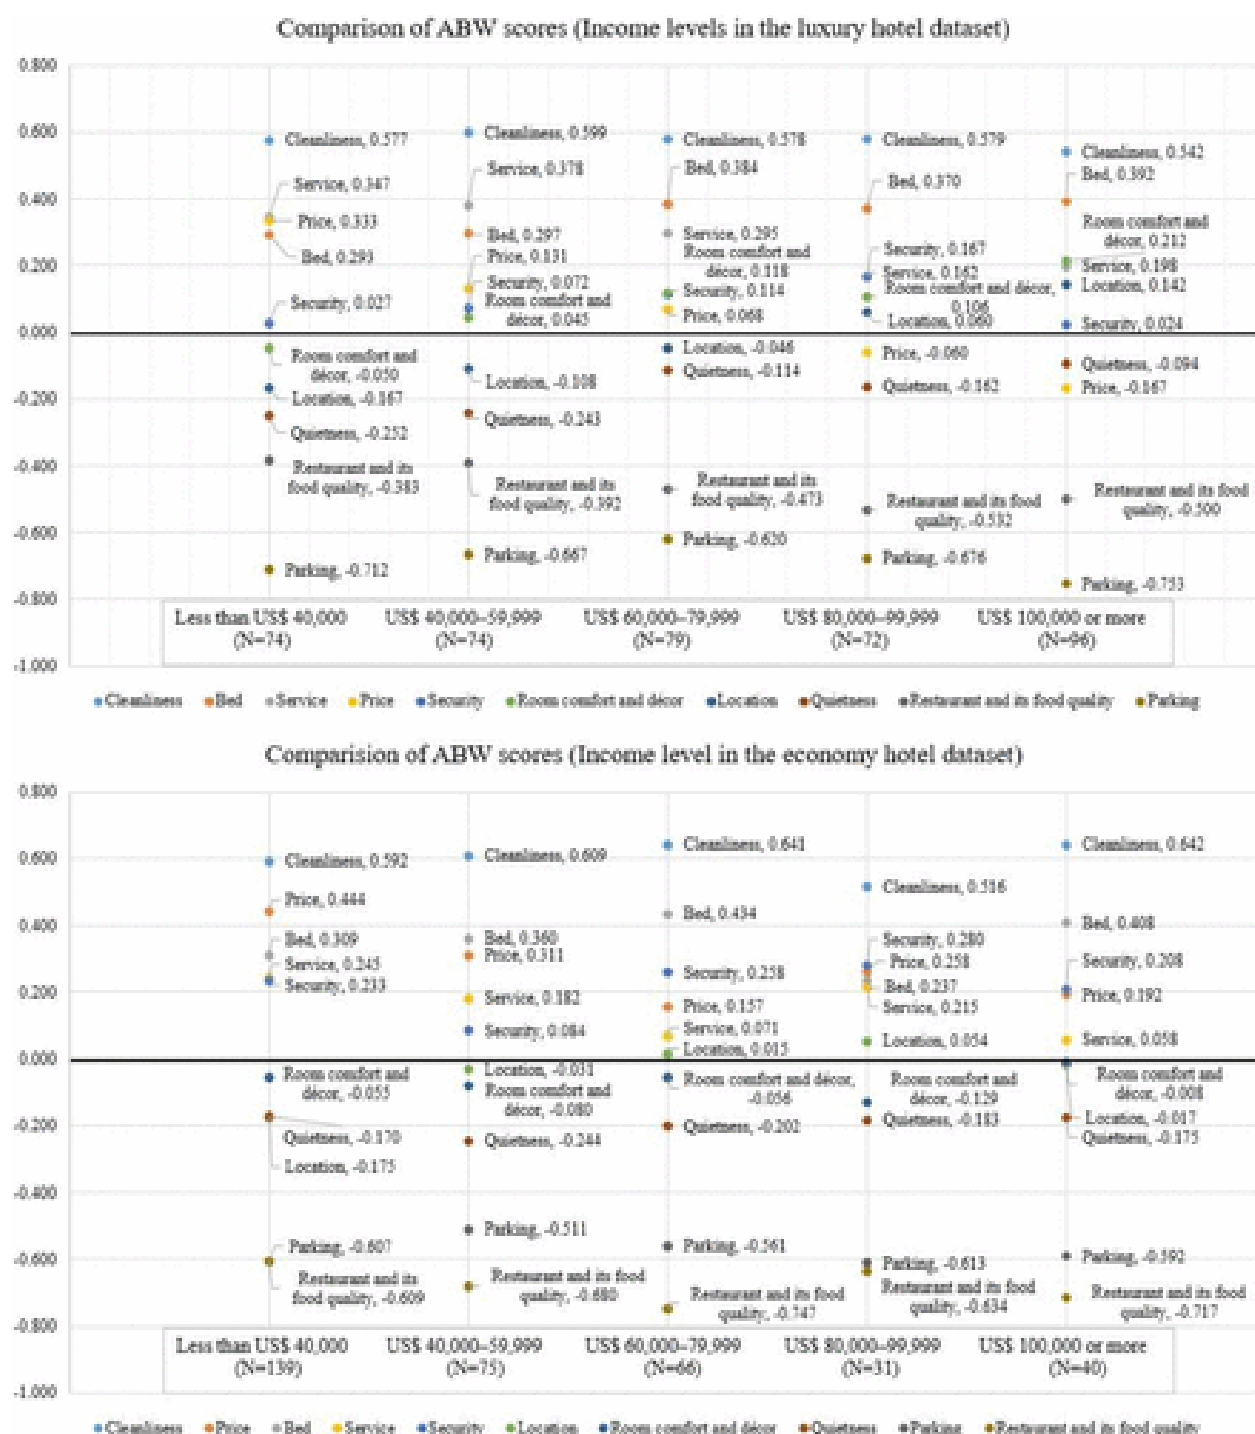 Comparison of ABW scores (Income levels in the luxury hotel dataset)
0.800
0.600
0.400
0.200
0.000
-0.200
-0.400
-0.600
-0.800
-1.000
Cleanliness, 0.577
Service, 0.347
Price, 0.333
Bed, 0.293
Security, 0.027
Room comfort and
décor, -0.050
Location, -0.167
Quietness, -0.252
Restaurant and its
food quality, -0.383
Parking, -0.712
Cleanliness, 0.599
Service, 0.378
Bed, 0.297
Price, 0.131
Security, 0.072
Room comfort and
décor, 0.045
Location, -0.108
Quietness, -0.243
Restaurant and its
food quality, -0.392
Parking, -0.667
Cleanliness, 0.578
Bed, 0.384
Service, 0.295
Room comfort and
décor, 0.118
Security, 0.114
Price, 0.068
Location, -0.046
Quietness, -0.114
Restaurant and its
food quality, -0.473
Parking, -0.620
Cleanliness, 0.579
Bed, 0.370
Security, 0.167
Service, 0.162
Room comfort and décor,
0.106
Location, 0.060
Price, -0.060
Quietness, -0.162
Restaurant and its food
quality, -0.532
Parking, -0.676
Cleanliness, 0.542
Bed, 0.392
Room comfort and
décor, 0.212
Service, 0.198
Location, 0.142
Security, 0.024
Quietness, -0.094
Price, -0.167
Restaurant and its food
quality, -0.500
Parking, -0.753
Less than US$ 40,000
(N=74)
US$ 40,000–59,999
(N=74)
US$ 60,000–79,999
(N=79)
US$ 80,000–99,999
(N=72)
US$ 100,000 or more
(N=96)
Cleanliness Bed Service Price Security Room comfort and décor Location Quietness Restaurant and its food quality Parking
Comparision of ABW scores (Income level in the economy hotel dataset)
0.800
0.600
0.400
0.200
0.000
-0.200
-0.400
-0.600
-0.800
-1.000
Cleanliness, 0.592
Price, 0.444
Bed, 0.309
Service, 0.245
Security, 0.233
Room comfort and
décor, -0.055
Quietness, -0.170
Location, -0.175
Parking, -0.607
Restaurant and its
food quality, -0.609
Cleanliness, 0.609
Bed, 0.360
Price, 0.311
Service, 0.182
Security, 0.084
Location, -0.031
Room comfort and
décor, -0.080
Quietness, -0.244
Parking, -0.511
Restaurant and its food
quality, -0.680
Cleanliness, 0.641
Bed, 0.434
Security, 0.258
Price, 0.157
Service, 0.071
Location, 0.015
Room comfort and décor,
-0.056
Quietness, -0.202
Parking, -0.561
Restaurant and its food
quality, -0.747
Cleanliness, 0.516
Security, 0.280
Price, 0.258
Bed, 0.237
Service, 0.215
Location, 0.054
Room comfort and
décor, -0.129
Quietness, -0.183
Parking, -0.613
Restaurant and its food
quality, -0.634
Cleanliness, 0.642
Bed, 0.408
Security, 0.208
Price, 0.192
Service, 0.058
Room comfort and
décor, -0.008
Location, -0.017
Quietness, -0.175
Parking, -0.592
Restaurant and its food
quality, -0.717
Less than US$ 40,000
(N=139)
US$ 40,000–59,999
(N=75)
US$ 60,000–79,999
(N=66)
US$ 80,000–99,999
(N=31)
US$ 100,000 or more
(N=40)
Cleanliness Price Bed Service Security Location Room comfort and décor Quietness Parking Restaurant and its food quality